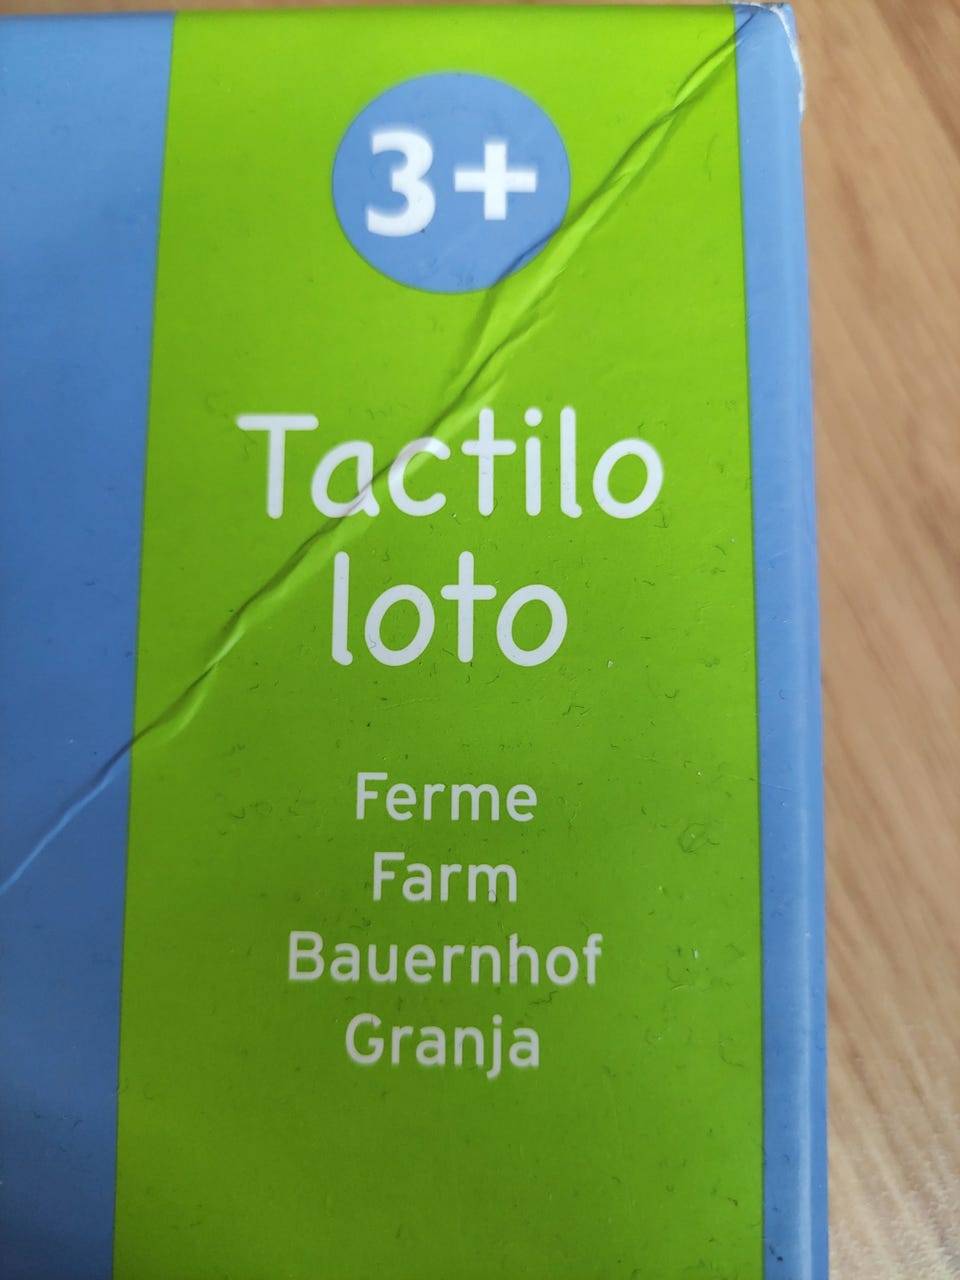 3+
Tactilo
loto
Ferme
Farm
Bauernhof
Granja